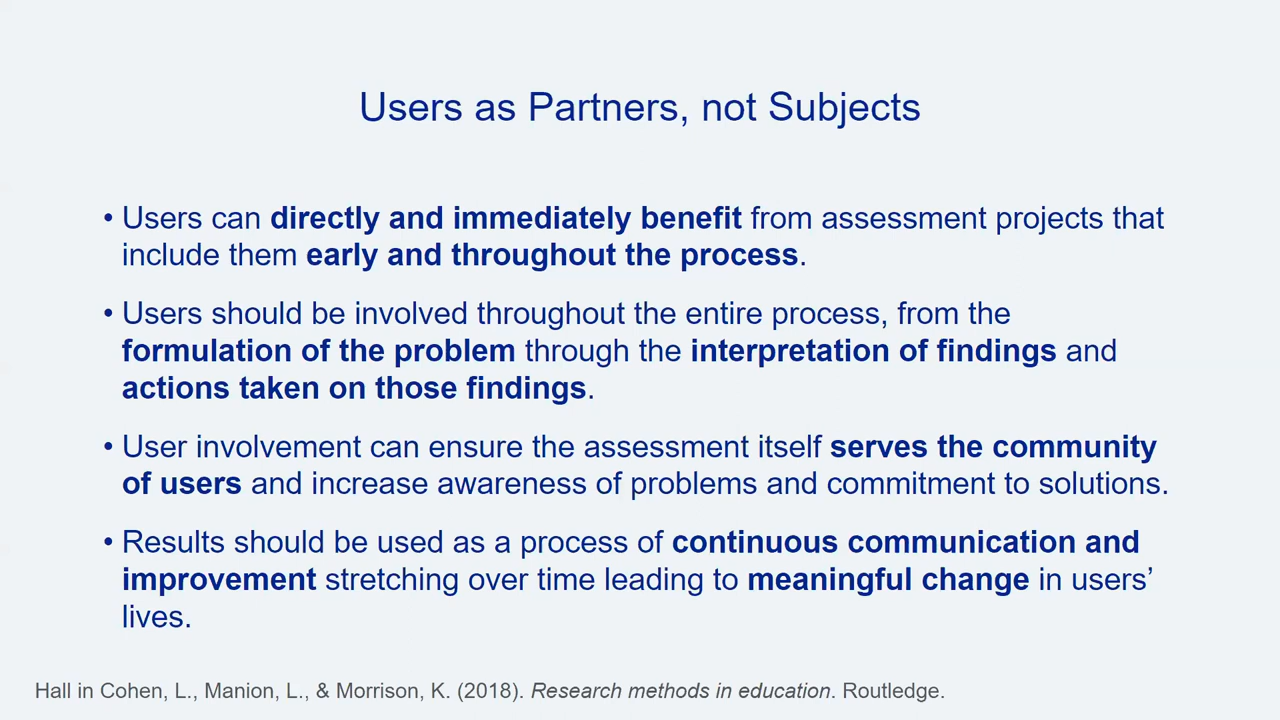 Users as Partners, not Subjects
• Users can directly and immediately benefit from assessment projects that
include them early and throughout the process.
• Users should be involved throughout the entire process, from the
formulation of the problem through the interpretation of findings and
actions taken on those findings.
• User involvement can ensure the assessment itself serves the community
of users and increase awareness of problems and commitment to solutions.
• Results should be used as a process of continuous communication and
improvement stretching over time leading to meaningful change in users’
lives.
Hall in Cohen, L., Manion, L., & Morrison, K. (2018). Research methods in education. Routledge.